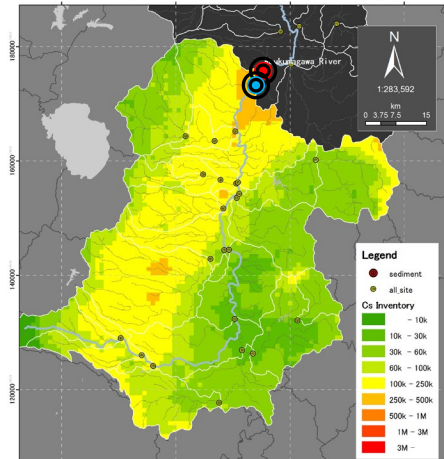 180000
160000
140000
120000
kumagawa River
N
1:283,592
km
0 3.75 7.5 15
Legend
sediment
all_site
Cs Inventory
- 10k
10k - 30k
30k - 60k
60k - 100k
100k - 250k
250k - 500k
500k - 1M
1M - 3M
3M -